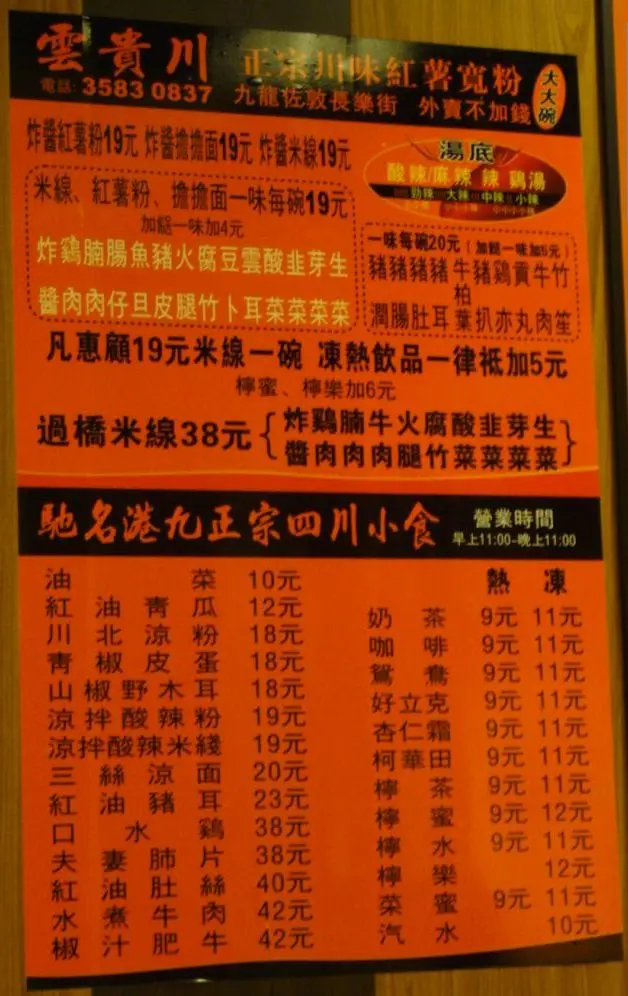 雲貴川 正宗川味紅薯寬粉 大大碗
電話: 3583 0837 九龍佐敦長樂街 外賣不加錢
炸醬紅薯粉19元 炸醬擔擔面19元 炸醬米線19元
湯底
酸辣/麻辣 辣 鷄湯
勁辣 大辣 中辣 小辣
米線、紅薯粉、擔擔面一味每碗19元
加餸一味加4元
炸鷄腩腸魚豬火腐豆雲酸韭芽生
醬肉肉仔旦皮腿竹卜耳菜菜菜菜
一味每碗20元(加餸一味加5元)
豬豬豬豬牛豬鷄貢牛竹
柏
潤腸肚耳葉扒亦丸肉笙
凡惠顧19元米線一碗 凍熱飲品一律祗加5元
檸蜜、檸樂加6元
過橋米線38元
炸鷄腩牛火腐酸韭芽生
醬肉肉肉腿竹菜菜菜菜
馳名港九正宗四川小食
營業時間
早上11:00-晚上11:00
油菜 10元
紅油青瓜 12元
川北涼粉 18元
青椒皮蛋 18元
山椒野木耳 18元
涼拌酸辣粉 19元
涼拌酸辣米綫 19元
三絲涼面 20元
紅油豬耳 23元
口水鷄 38元
夫妻肺片 38元
紅油肚絲 40元
水煮牛肉 42元
椒汁肥牛 42元
熱 凍
奶茶 9元 11元
咖啡 9元 11元
鴛鴦 9元 11元
好立克 9元 11元
杏仁霜 9元 11元
柯華田 9元 11元
檸茶 9元 11元
檸蜜 9元 12元
檸水 9元 11元
檸樂 12元
菜蜜 9元 11元
汽水 10元